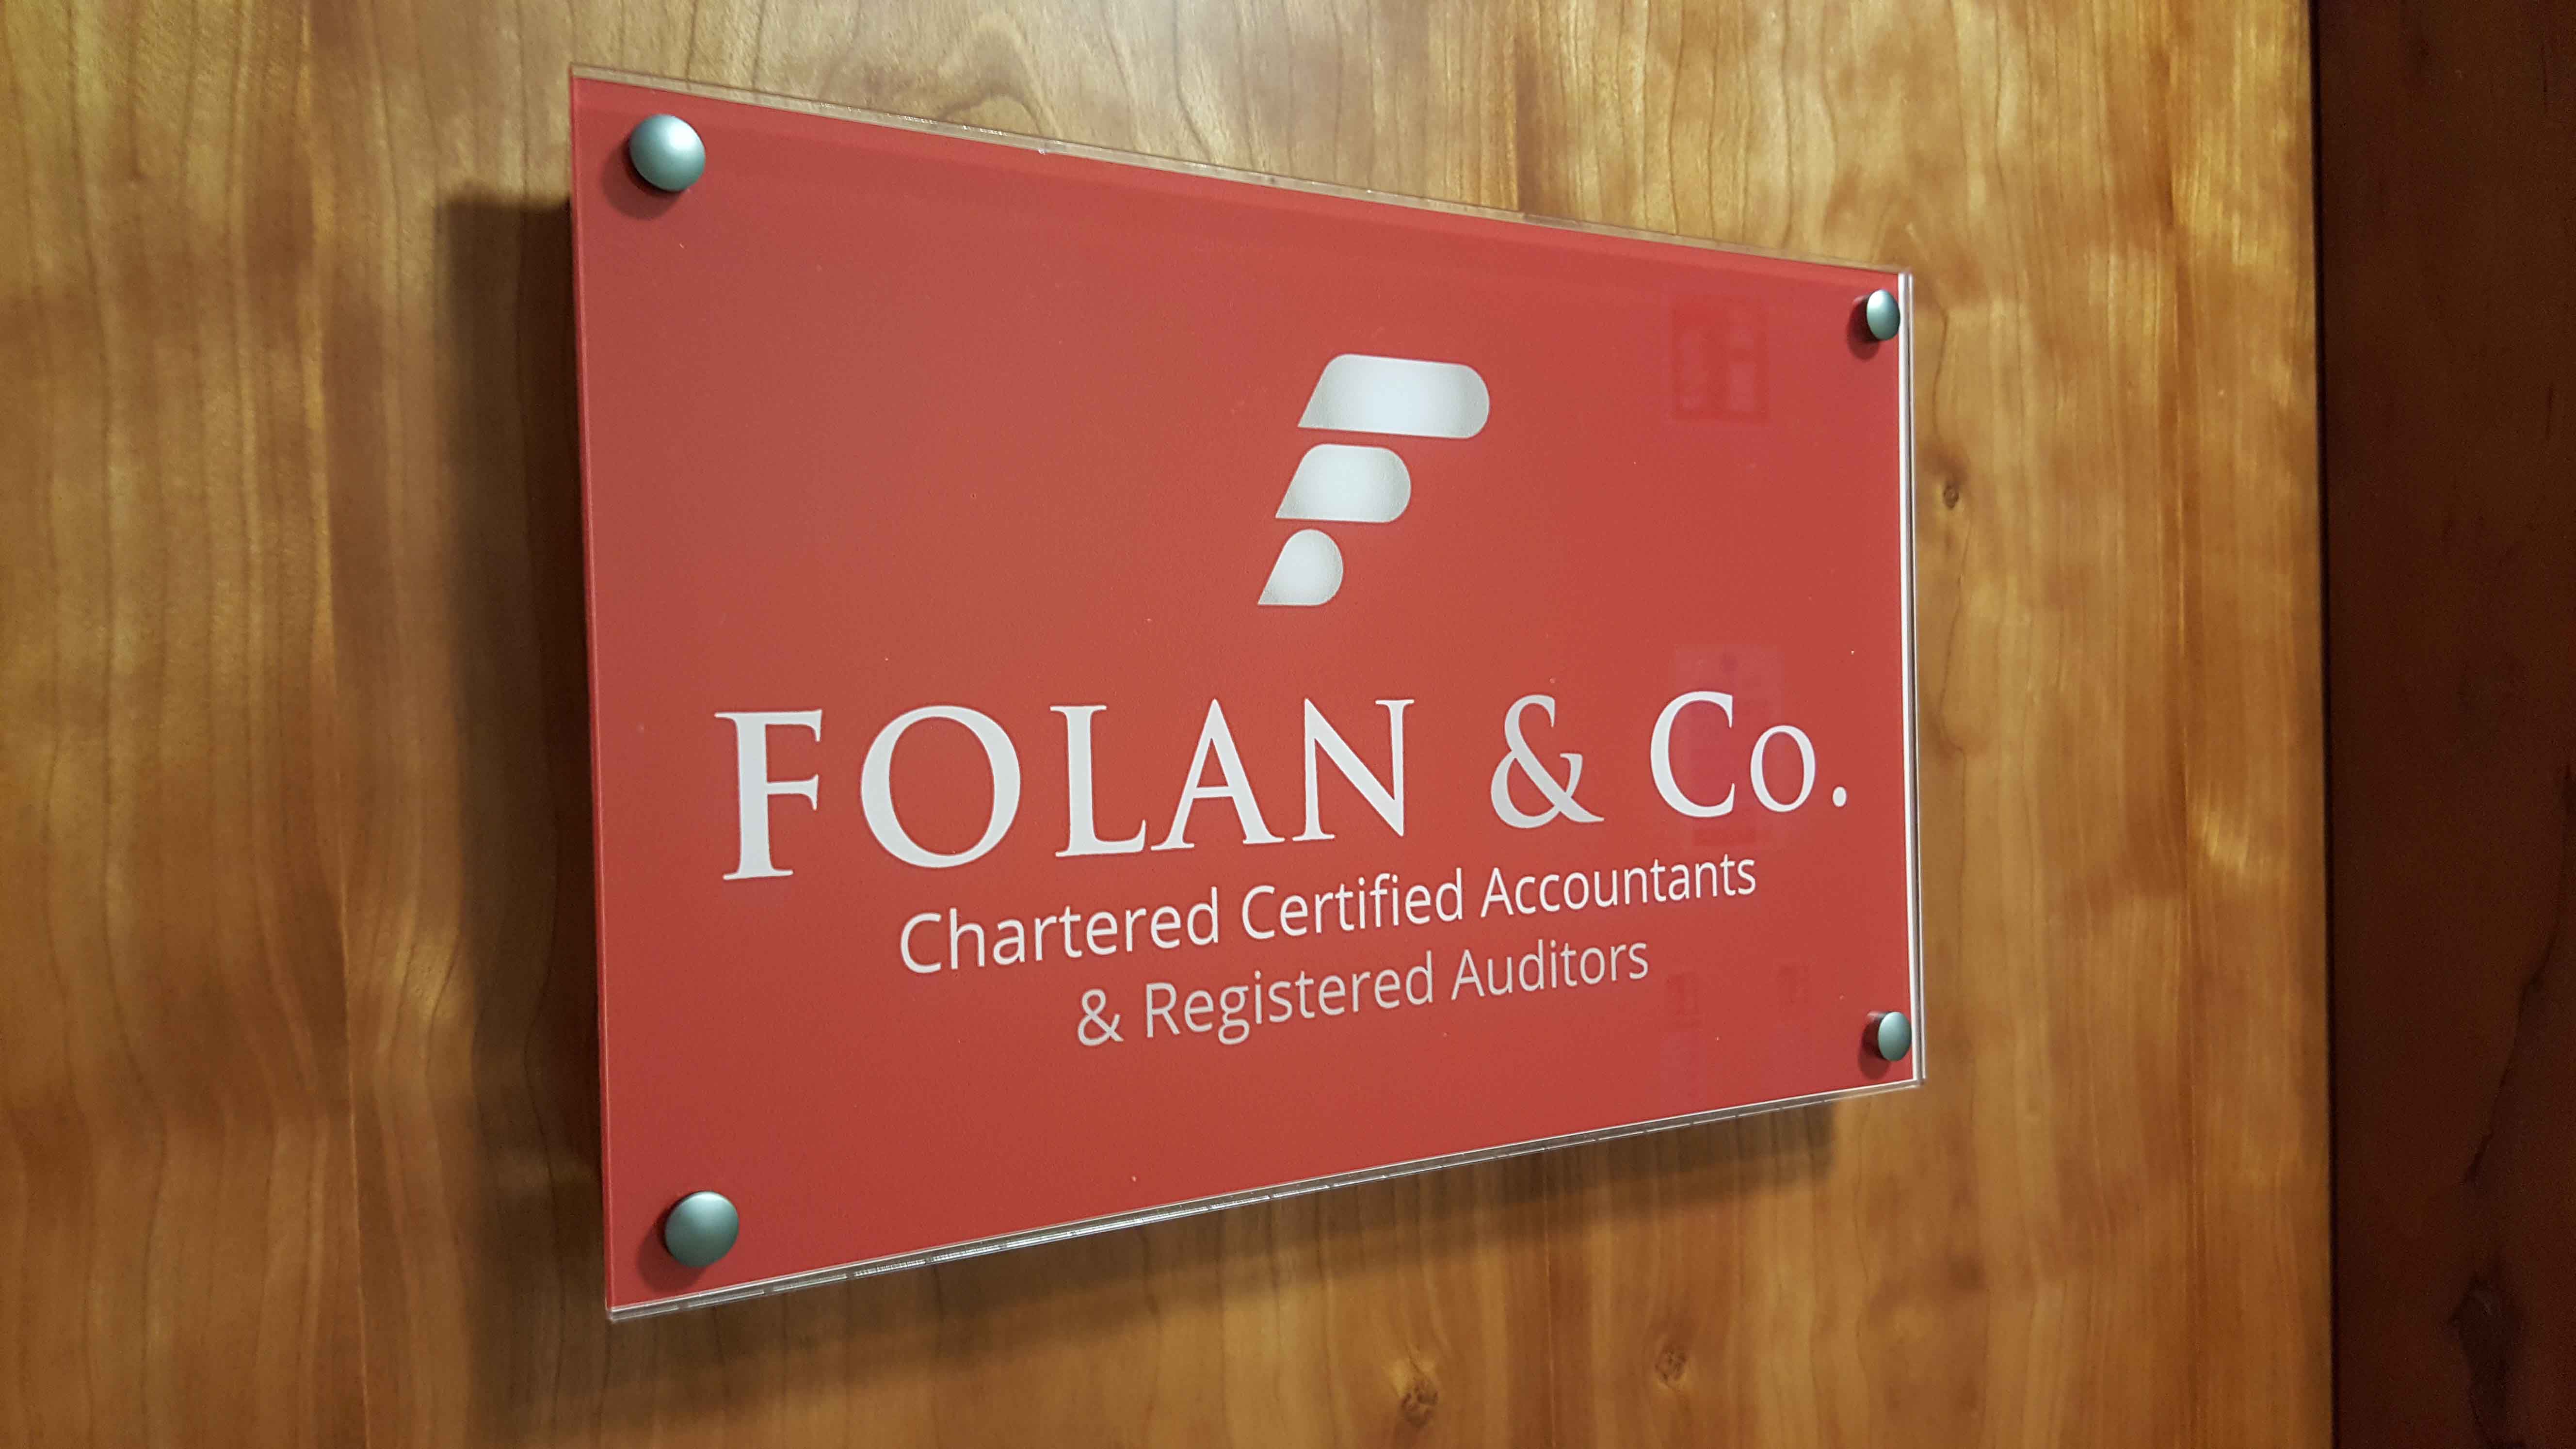 FOLAN & Co.
Chartered Certified Accountants
& Registered Auditors